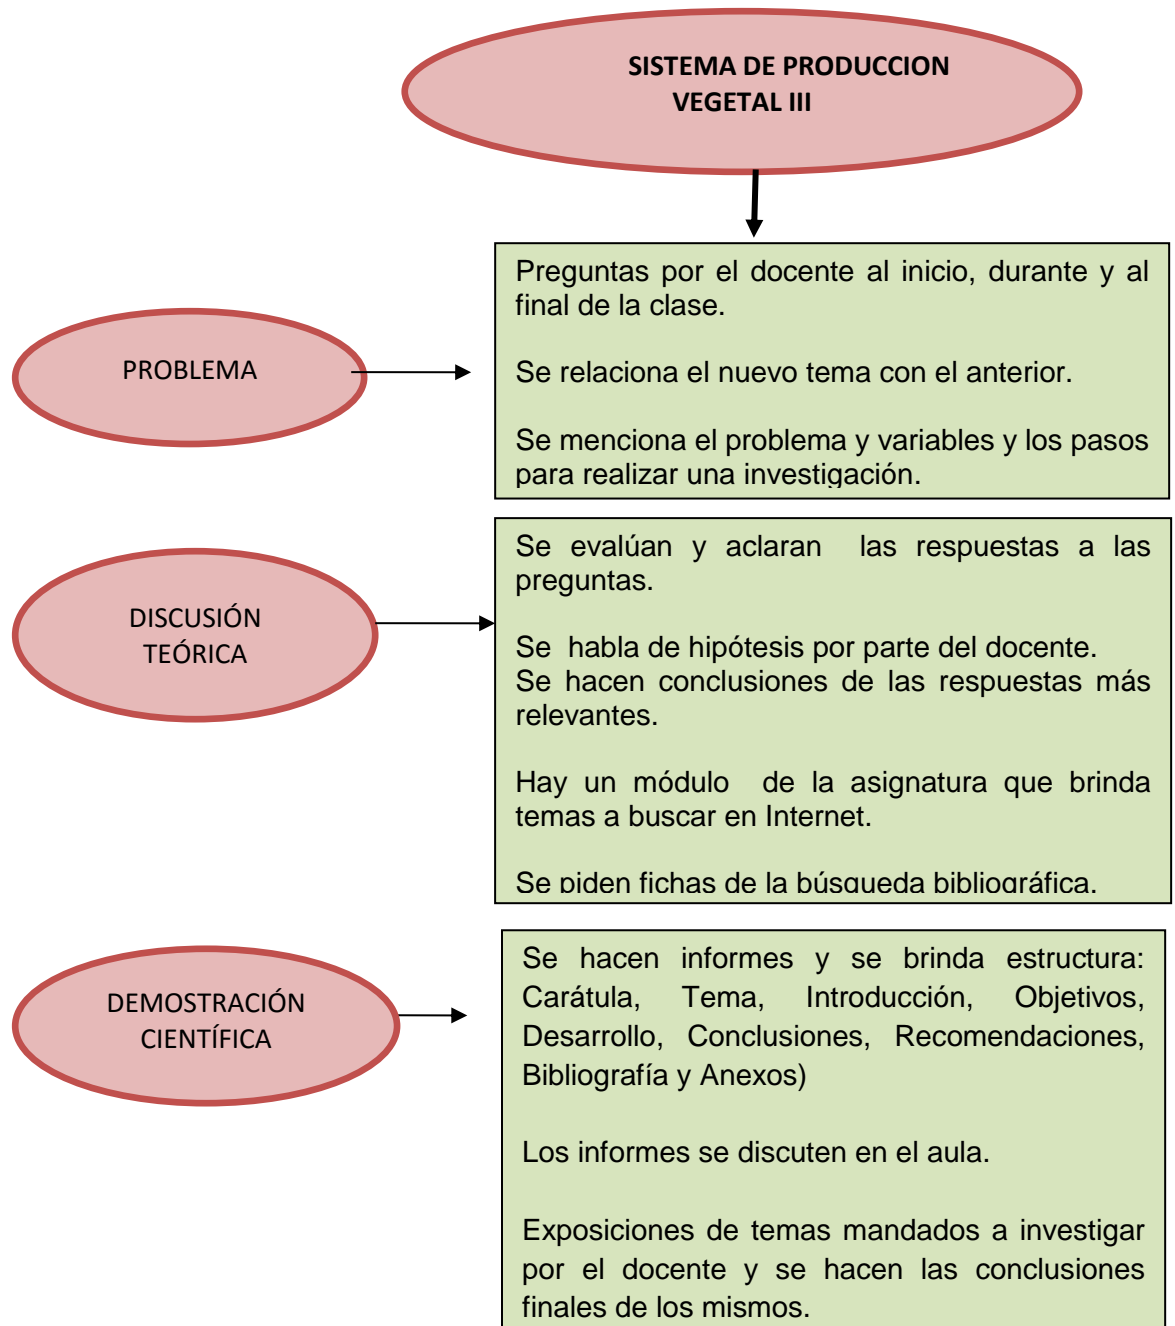 SISTEMA DE PRODUCCION
VEGETAL III
PROBLEMA
Preguntas por el docente al inicio, durante y al
final de la clase.
Se relaciona el nuevo tema con el anterior.
Se menciona el problema y variables y los pasos
para realizar una investigación.
DISCUSIÓN
TEÓRICA
Se evalúan y aclaran las respuestas a las
preguntas.
Se habla de hipótesis por parte del docente.
Se hacen conclusiones de las respuestas más
relevantes.
Hay un módulo de la asignatura que brinda
temas a buscar en Internet.
Se piden fichas de la búsqueda bibliográfica.
DEMOSTRACIÓN
CIENTÍFICA
Se hacen informes y se brinda estructura:
Carátula, Tema, Introducción, Objetivos,
Desarrollo, Conclusiones, Recomendaciones,
Bibliografía y Anexos)
Los informes se discuten en el aula.
Exposiciones de temas mandados a investigar
por el docente y se hacen las conclusiones
finales de los mismos.